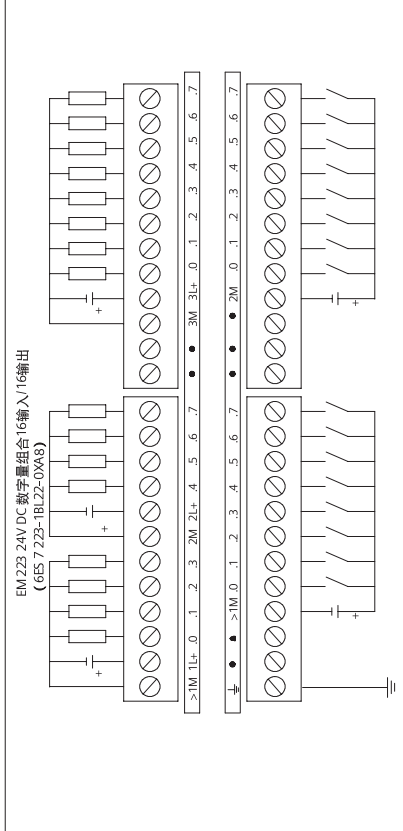 EM 223 24V DC 数字量组合16输入/16输出
(6ES 7 223-1BL22-0XA8)
>1M 1L+ .0 .1 .2 .3 2M 2L+ .4 .5 .6 .7
● ● 3M 3L+ .0 .1 .2 .3 .4 .5 .6 .7
+ + +
⏚ ● ● >1M .0 .1 .2 .3 .4 .5 .6 .7
● ● ● 2M .0 .1 .2 .3 .4 .5 .6 .7
+ +